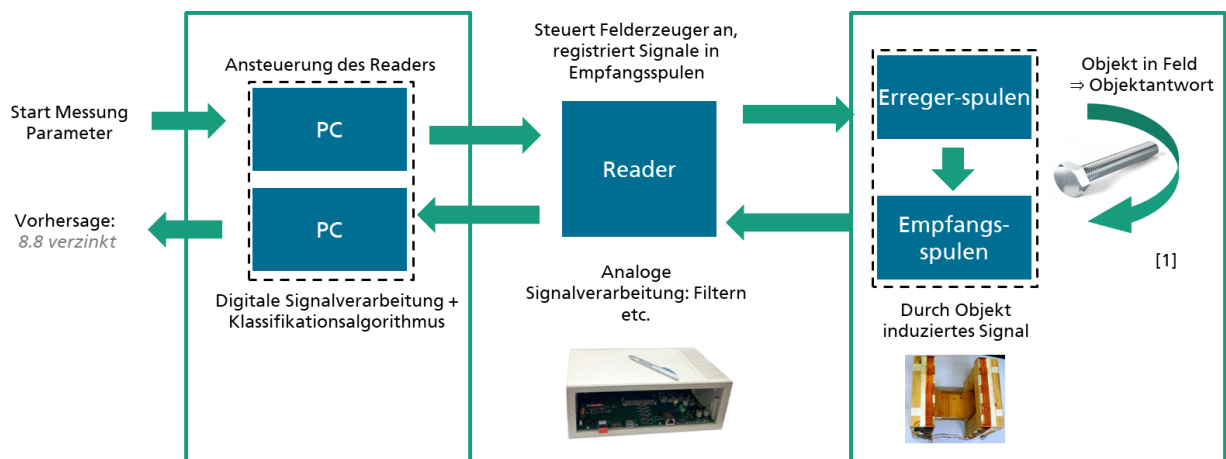 Start Messung
Parameter
Vorhersage:
8.8 verzinkt
Ansteuerung des Readers
PC
PC
Digitale Signalverarbeitung +
Klassifikationsalgorithmus
Steuert Felderzeuger an,
registriert Signale in
Empfangsspulen
Reader
Analoge
Signalverarbeitung: Filtern
etc.
Erreger-spulen
Empfangs-
spulen
Durch Objekt
induziertes Signal
Objekt in Feld
⇒ Objektantwort
[1]